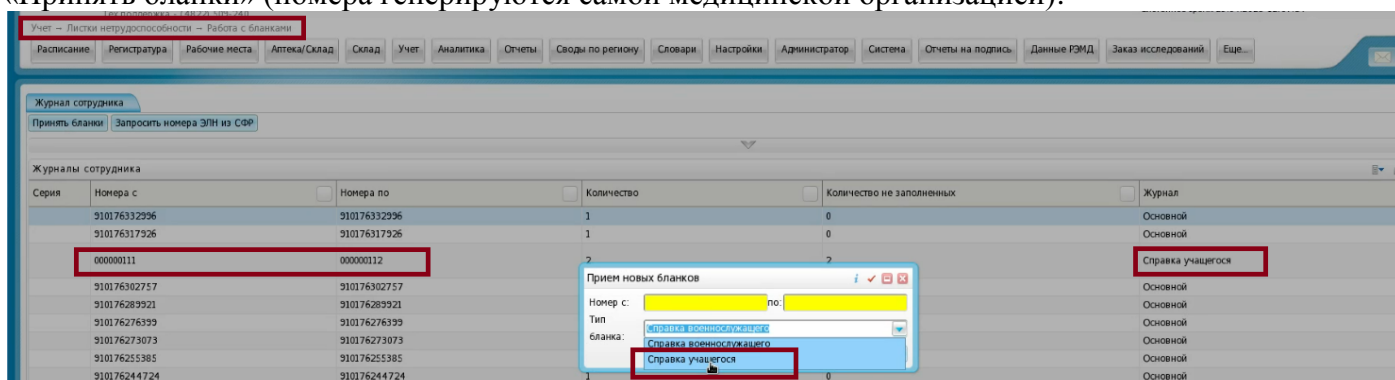 «Принять бланки» (номера генерируются самой медицинской организацией):
Учет → Листки нетрудоспособности → Работа с бланками
Расписание Регистратура Рабочие места Аптека/Склад Склад Учет Аналитика Отчеты Своды по региону Словари Настройки Администратор Система Отчеты на подпись Данные РЭМД Заказ исследований Еще...
Журнал сотрудника
Принять бланки Запросить номера ЭЛН из СФР
Журналы сотрудника
Серия Номера с Номера по Количество Количество не заполненных Журнал
910176332996 910176332996 1 0 Основной
910176317926 910176317926 1 0 Основной
000000111 000000112 2 2 Справка учащегося
Прием новых бланков
910176302757 910176302757 Основной
Номер с: по:
910176289921 910176289921 Основной
Тип бланка: Справка военнослужащего
910176276399 910176276399 Основной
Справка военнослужащего
910176273073 910176273073 Основной
Справка учащегося
910176255385 910176255385 Основной
910176244724 910176244724 1 0 Основной